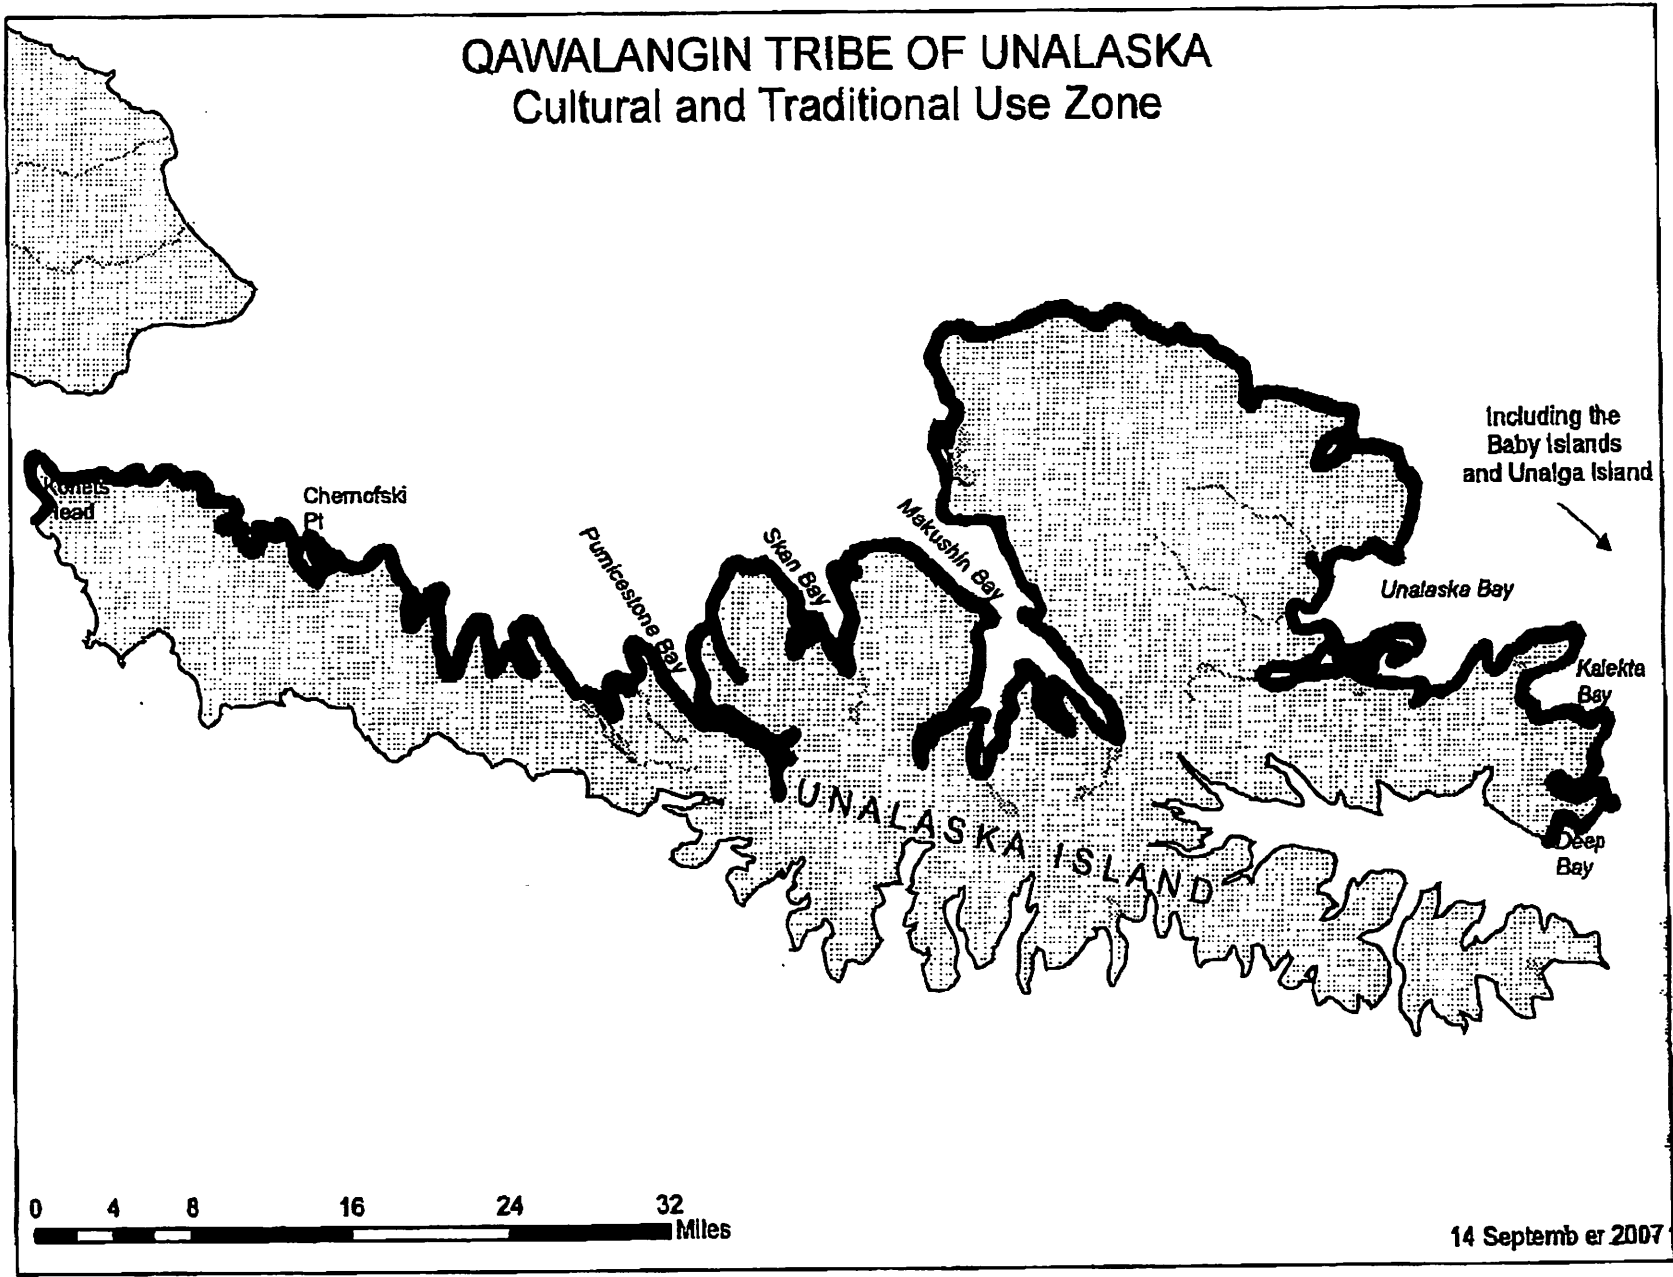 QAWALANGIN TRIBE OF UNALASKA
Cultural and Traditional Use Zone
Including the
Baby Islands
and Unalga Island
Head
Chernofski
Pt
Pumicestone Bay
Skan Bay
Makushin Bay
Unalaska Bay
Kalekta
Bay
Deep
Bay
UNALASKA ISLAND
0 4 8 16 24 32
Miles
14 Septemb er 2007